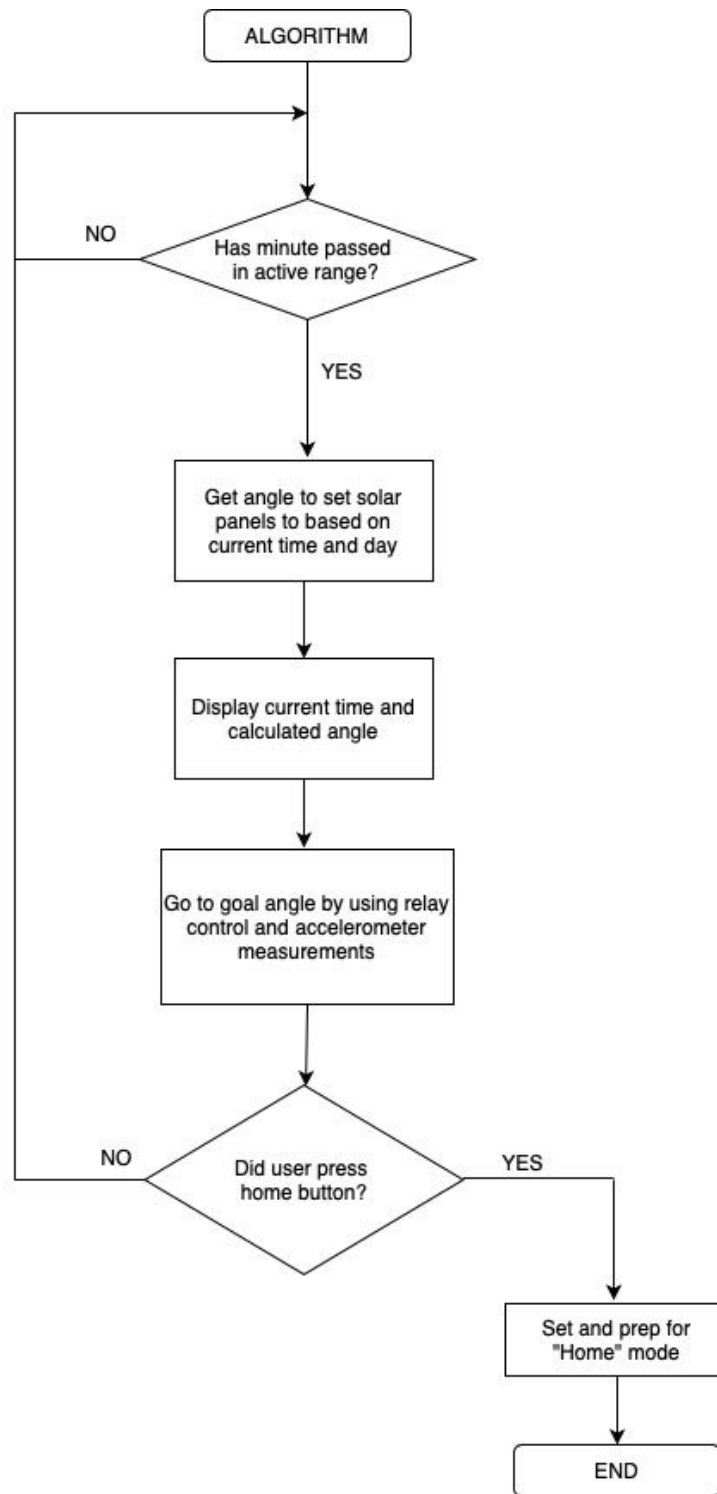 ALGORITHM
NO
Has minute passed
in active range?
YES
Get angle to set solar
panels to based on
current time and day
Display current time and
calculated angle
Go to goal angle by using relay
control and accelerometer
measurements
NO
Did user press
home button?
YES
Set and prep for
"Home" mode
END